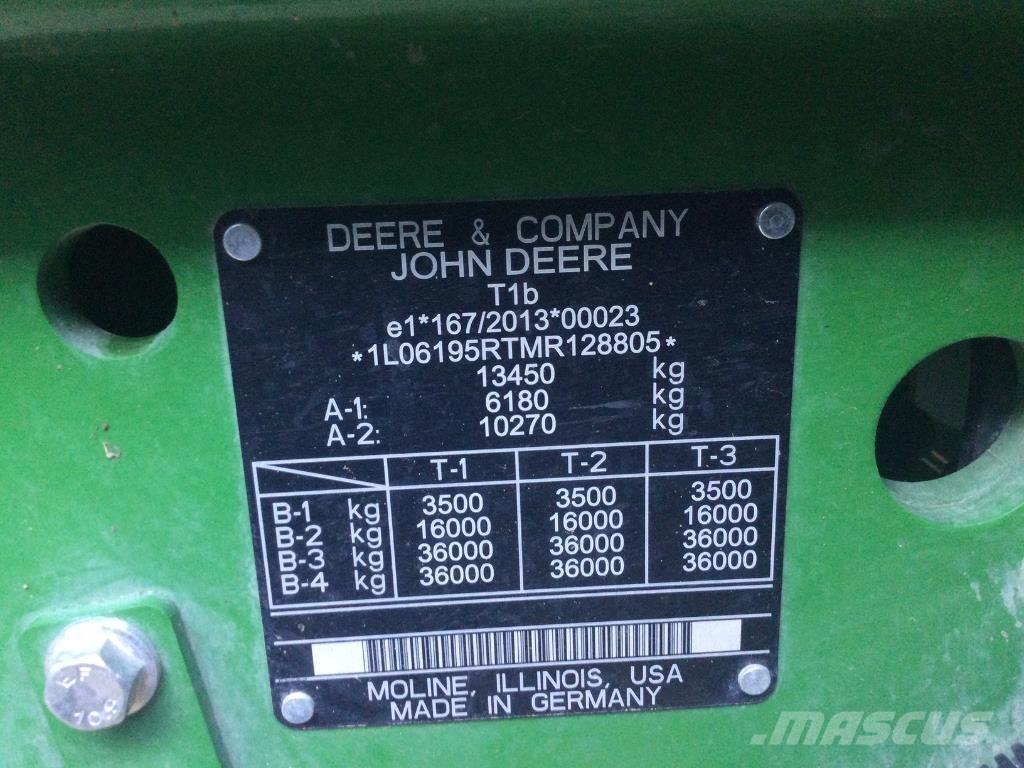 DEERE & COMPANY
JOHN DEERE
T1b
e1*167/2013*00023
*1L06195RTMR128805*
13450 kg
A-1: 6180 kg
A-2: 10270 kg
T-1 T-2 T-3
B-1 kg 3500 3500 3500
B-2 kg 16000 16000 16000
B-3 kg 36000 36000 36000
B-4 kg 36000 36000 36000
MOLINE, ILLINOIS, USA
MADE IN GERMANY
MASCUS